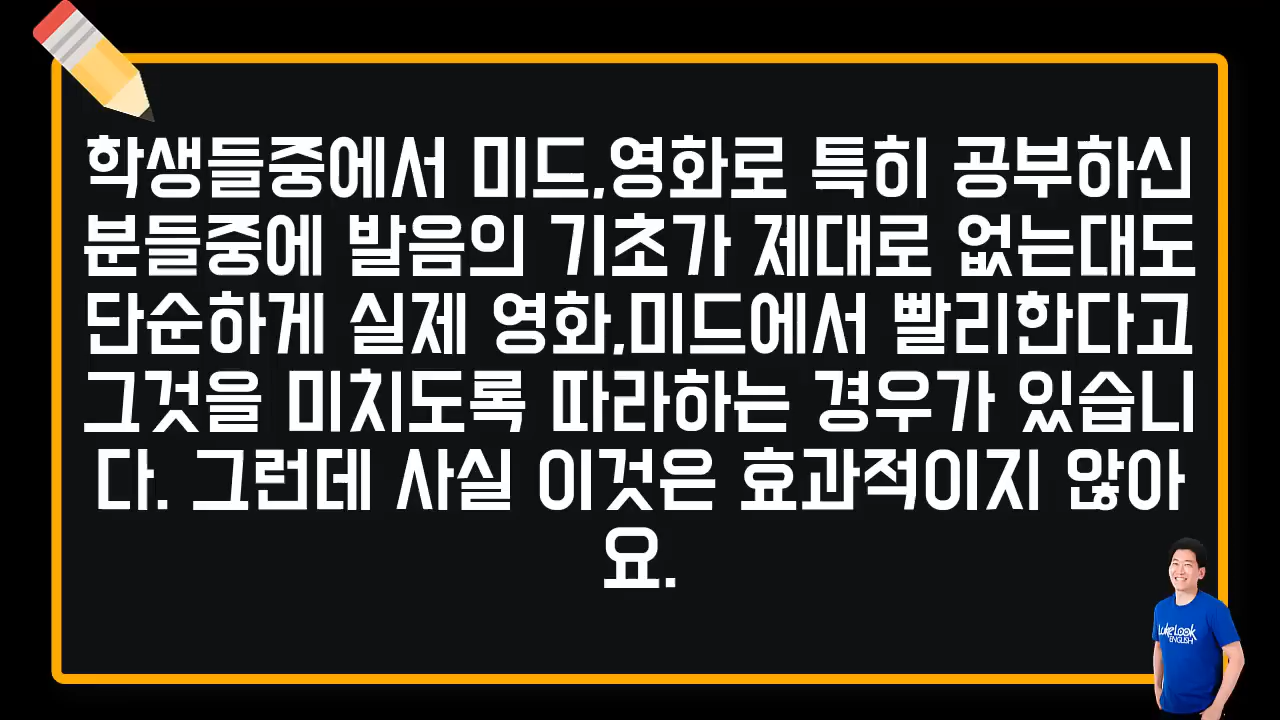 학생들중에서 미드,영화로 특히 공부하신
분들중에 발음의 기초가 제대로 없는대도
단순하게 실제 영화,미드에서 빨리한다고
그것을 미치도록 따라하는 경우가 있습니
다. 그런데 사실 이것은 효과적이지 않아
요.
LukeLook
ENGLISH